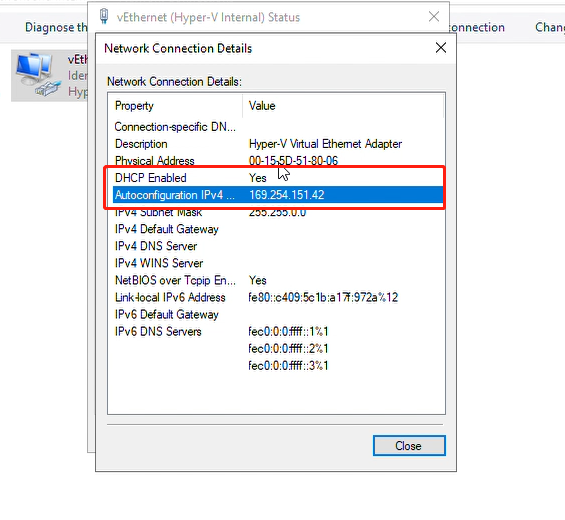 vEthernet (Hyper-V Internal) Status
Diagnose th
onnection
Chang
vEth
Iden
Hyp
Network Connection Details
Network Connection Details:
Property Value
Connection-specific DN...
Description Hyper-V Virtual Ethernet Adapter
Physical Address 00-15-5D-51-80-06
DHCP Enabled Yes
Autoconfiguration IPv4 ... 169.254.151.42
IPv4 Subnet Mask 255.255.0.0
IPv4 Default Gateway
IPv4 DNS Server
IPv4 WINS Server
NetBIOS over Tcpip En... Yes
Link-local IPv6 Address fe80::c409:5c1b:a17f:972a%12
IPv6 Default Gateway
IPv6 DNS Servers fec0:0:0:ffff::1%1
fec0:0:0:ffff::2%1
fec0:0:0:ffff::3%1
Close